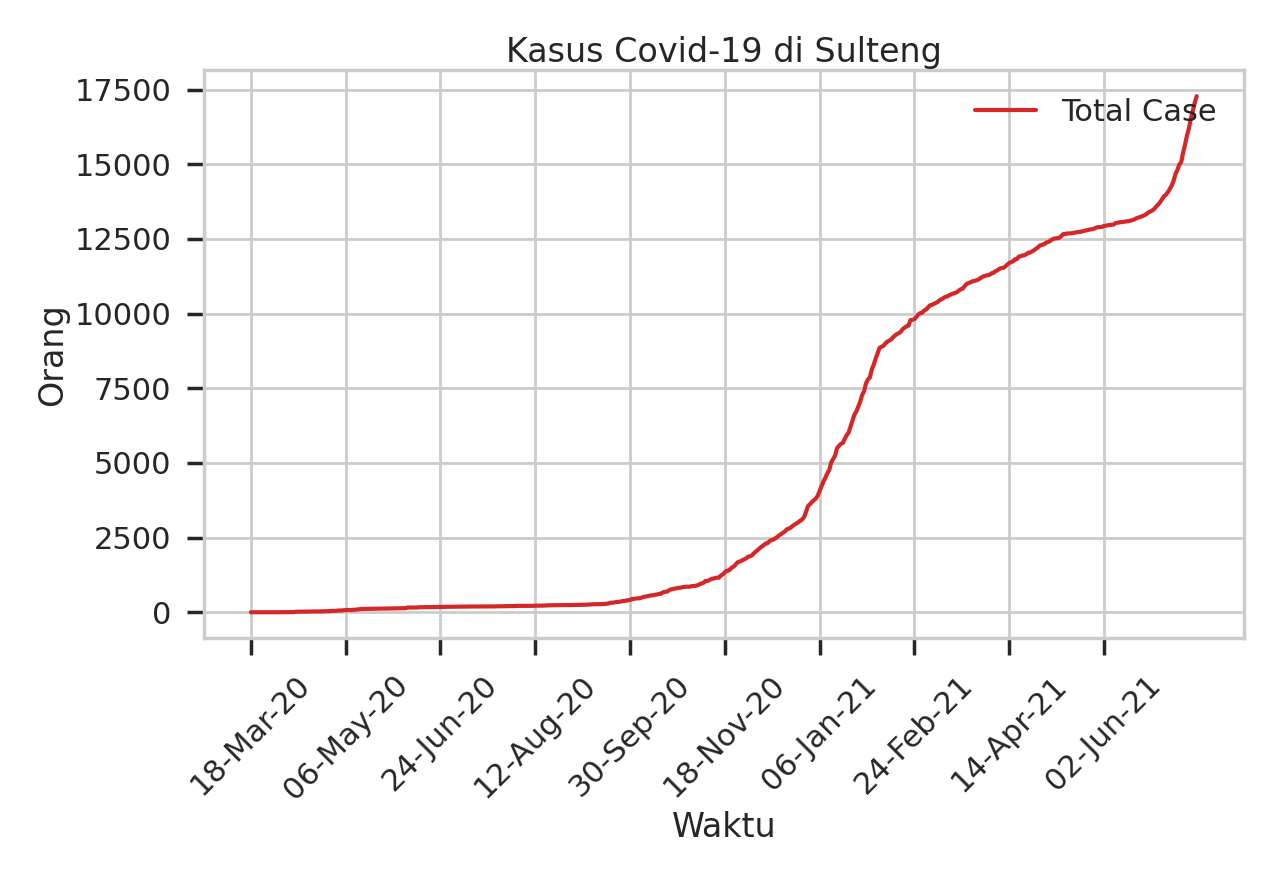 Kasus Covid-19 di Sulteng
Total Case
17500
15000
12500
10000
7500
5000
2500
0
Orang
18-Mar-20
06-May-20
24-Jun-20
12-Aug-20
30-Sep-20
18-Nov-20
06-Jan-21
24-Feb-21
14-Apr-21
02-Jun-21
Waktu